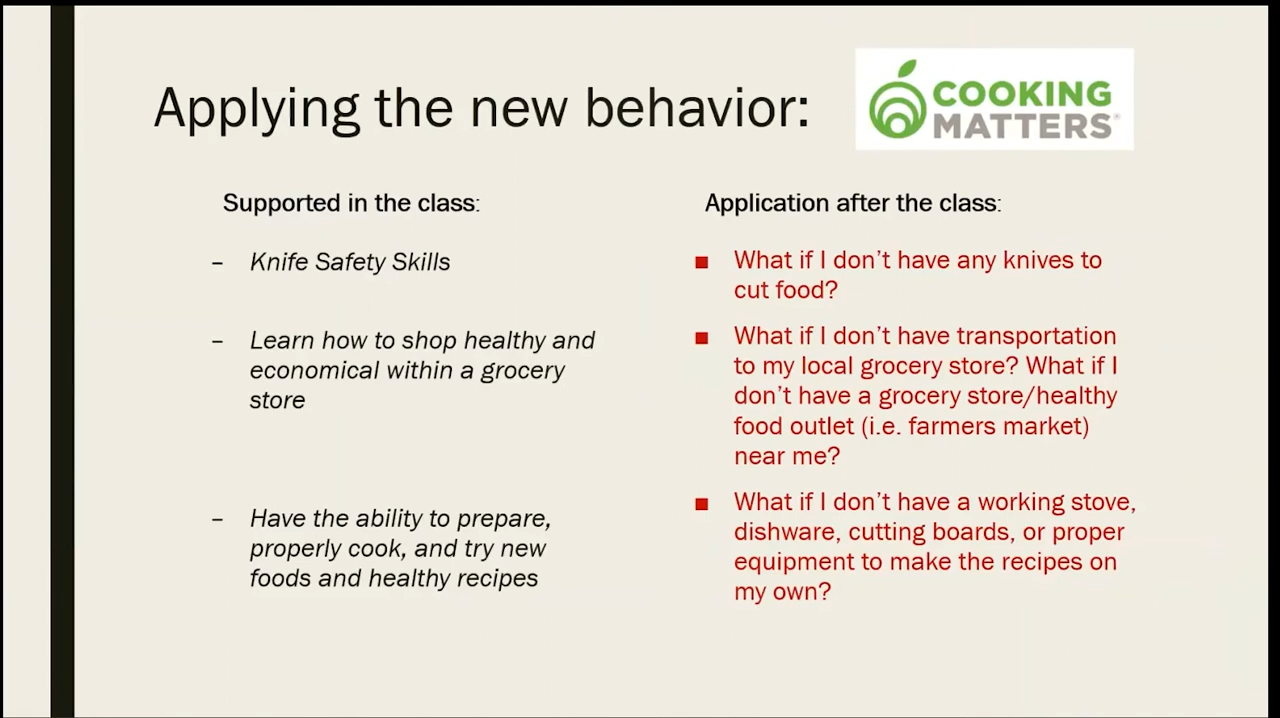 Applying the new behavior:
COOKING
MATTERS®
Supported in the class:
– Knife Safety Skills
– Learn how to shop healthy and
economical within a grocery
store
– Have the ability to prepare,
properly cook, and try new
foods and healthy recipes
Application after the class:
■ What if I don’t have any knives to
cut food?
■ What if I don’t have transportation
to my local grocery store? What if I
don’t have a grocery store/healthy
food outlet (i.e. farmers market)
near me?
■ What if I don’t have a working stove,
dishware, cutting boards, or proper
equipment to make the recipes on
my own?